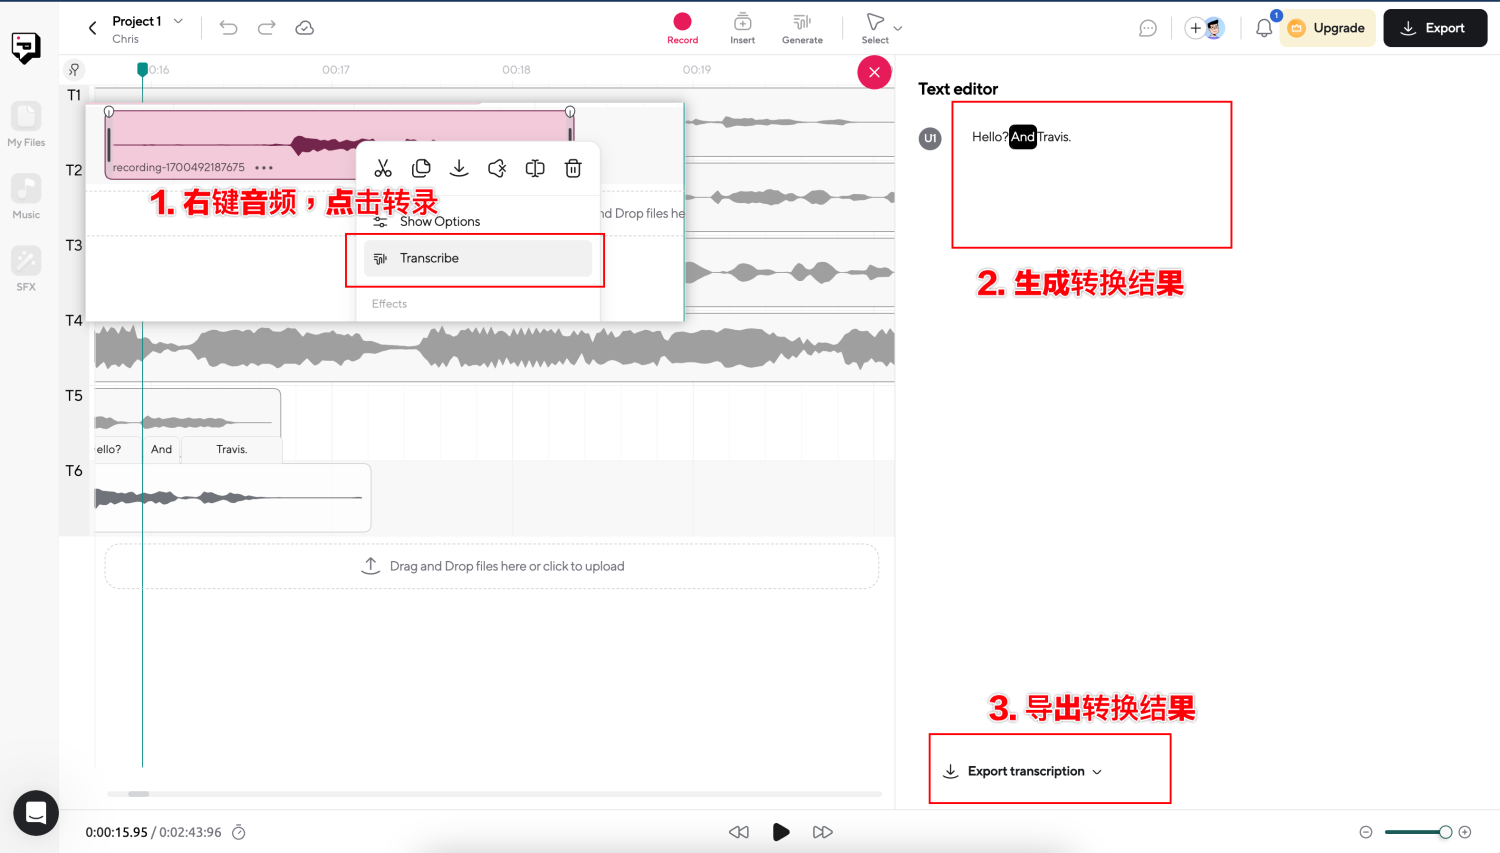 Project 1
Chris
Record
Insert
Generate
Select
1
Upgrade
Export
My Files
Music
SFX
0:16
00:17
00:18
00:19
T1
T2
T3
T4
T5
T6
recording-1700492187675
1. 右键音频，点击转录
Show Options
nd Drop files he
Transcribe
Effects
ello?
And
Travis.
Drag and Drop files here or click to upload
Text editor
U1
Hello? And Travis.
2. 生成转换结果
3. 导出转换结果
Export transcription
0:00:15.95 / 0:02:43:96